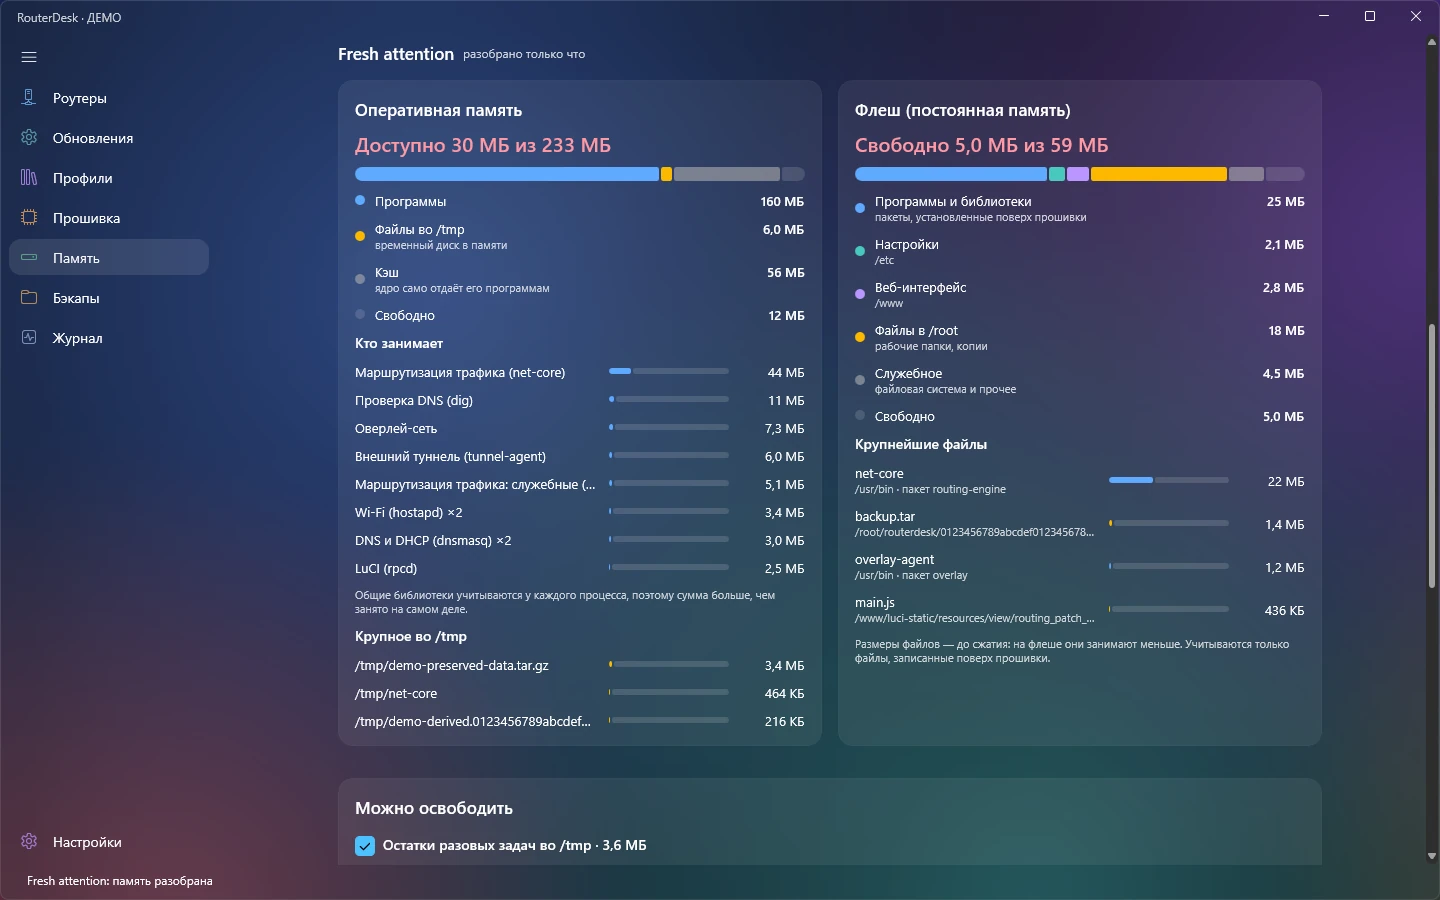 RouterDesk · ДЕМО
Роутеры
Обновления
Профили
Прошивка
Память
Бэкапы
Журнал
Настройки
Fresh attention: память разобрана
Fresh attention разобрано только что
Оперативная память
Доступно 30 МБ из 233 МБ
Программы 160 МБ
Файлы во /tmp 6,0 МБ
временный диск в памяти
Кэш 56 МБ
ядро само отдаёт его программам
Свободно 12 МБ
Кто занимает
Маршрутизация трафика (net-core) 44 МБ
Проверка DNS (dig) 11 МБ
Оверлей-сеть 7,3 МБ
Внешний туннель (tunnel-agent) 6,0 МБ
Маршрутизация трафика: служебные (... 5,1 МБ
Wi-Fi (hostapd) ×2 3,4 МБ
DNS и DHCP (dnsmasq) ×2 3,0 МБ
LuCI (rpcd) 2,5 МБ
Общие библиотеки учитываются у каждого процесса, поэтому сумма больше, чем
занято на самом деле.
Крупное во /tmp
/tmp/demo-preserved-data.tar.gz 3,4 МБ
/tmp/net-core 464 КБ
/tmp/demo-derived.0123456789abcdef... 216 КБ
Флеш (постоянная память)
Свободно 5,0 МБ из 59 МБ
Программы и библиотеки 25 МБ
пакеты, установленные поверх прошивки
Настройки 2,1 МБ
/etc
Веб-интерфейс 2,8 МБ
/www
Файлы в /root 18 МБ
рабочие папки, копии
Служебное 4,5 МБ
файловая система и прочее
Свободно 5,0 МБ
Крупнейшие файлы
net-core 22 МБ
/usr/bin · пакет routing-engine
backup.tar 1,4 МБ
/root/routerdesk/0123456789abcdef012345678...
overlay-agent 1,2 МБ
/usr/bin · пакет overlay
main.js 436 КБ
/www/luci-static/resources/view/routing_patch_...
Размеры файлов — до сжатия: на флеше они занимают меньше. Учитываются только
файлы, записанные поверх прошивки.
Можно освободить
Остатки разовых задач во /tmp · 3,6 МБ